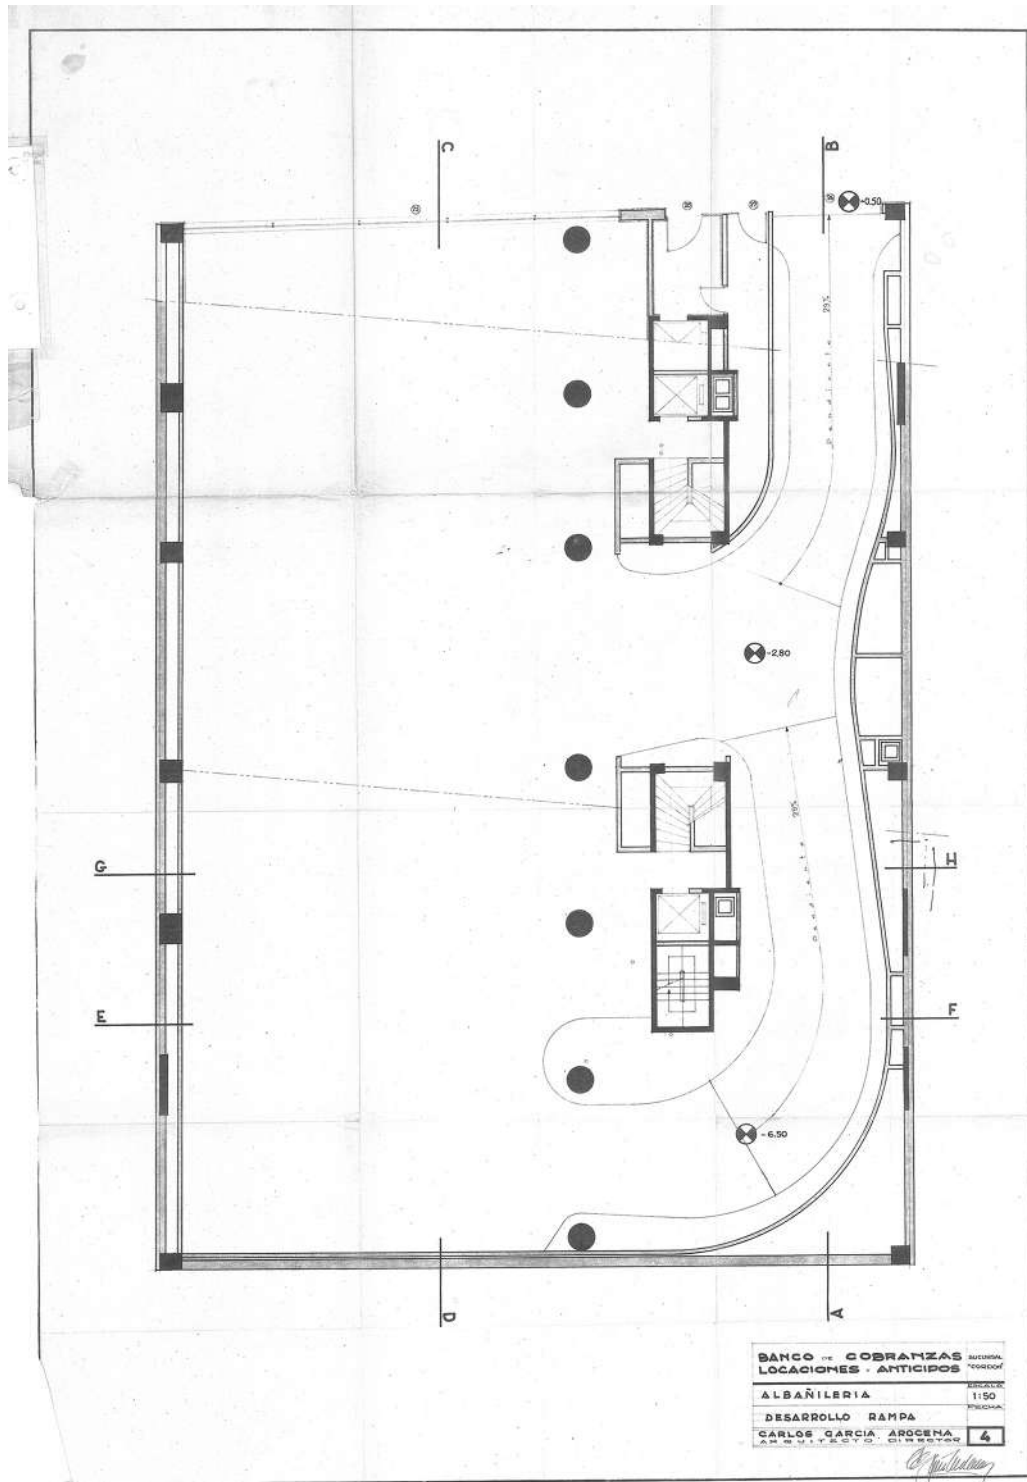 C
B
-0.50
29%
pendiente
-2,80
29%
pendiente
G
H
E
F
-6.50
D
A
BANCO DE COBRANZAS SUCURSAL
LOCACIONES - ANTICIPOS "CORDON"
ALBAÑILERIA ESCALA
1:50
FECHA
DESARROLLO RAMPA
CARLOS GARCIA AROCENA 4
ARQUITECTO DIRECTOR